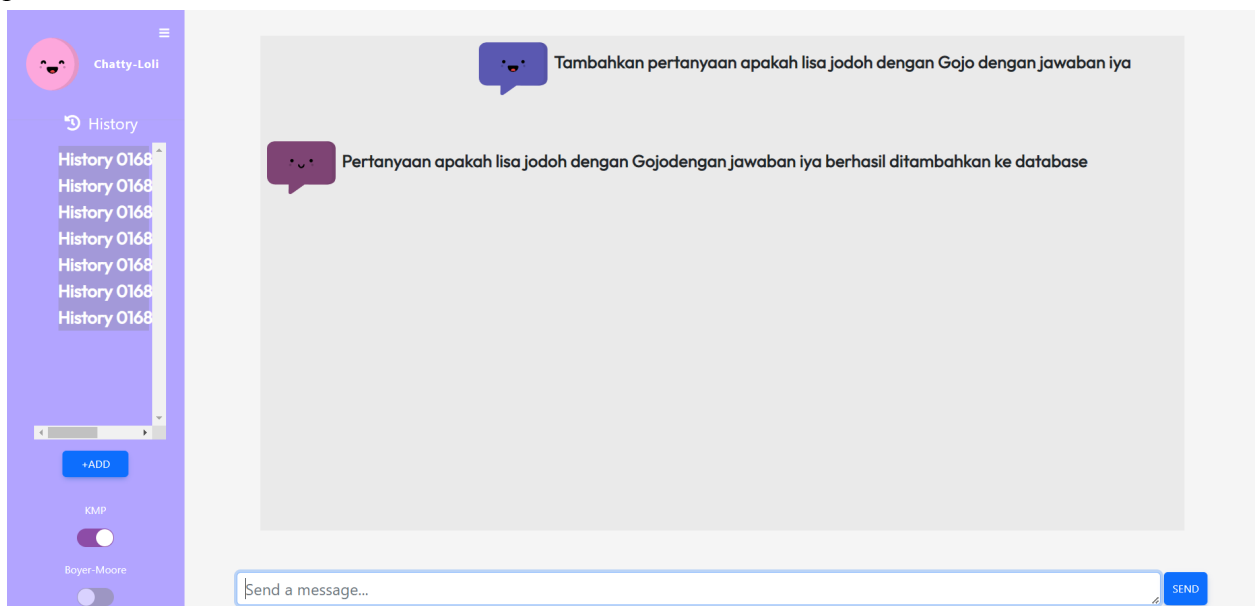 Chatty-Loli
History
History 0168
History 0168
History 0168
History 0168
History 0168
History 0168
History 0168
+ADD
KMP
Boyer-Moore
Tambahkan pertanyaan apakah lisa jodoh dengan Gojo dengan jawaban iya
Pertanyaan apakah lisa jodoh dengan Gojodengan jawaban iya berhasil ditambahkan ke database
Send a message...
SEND